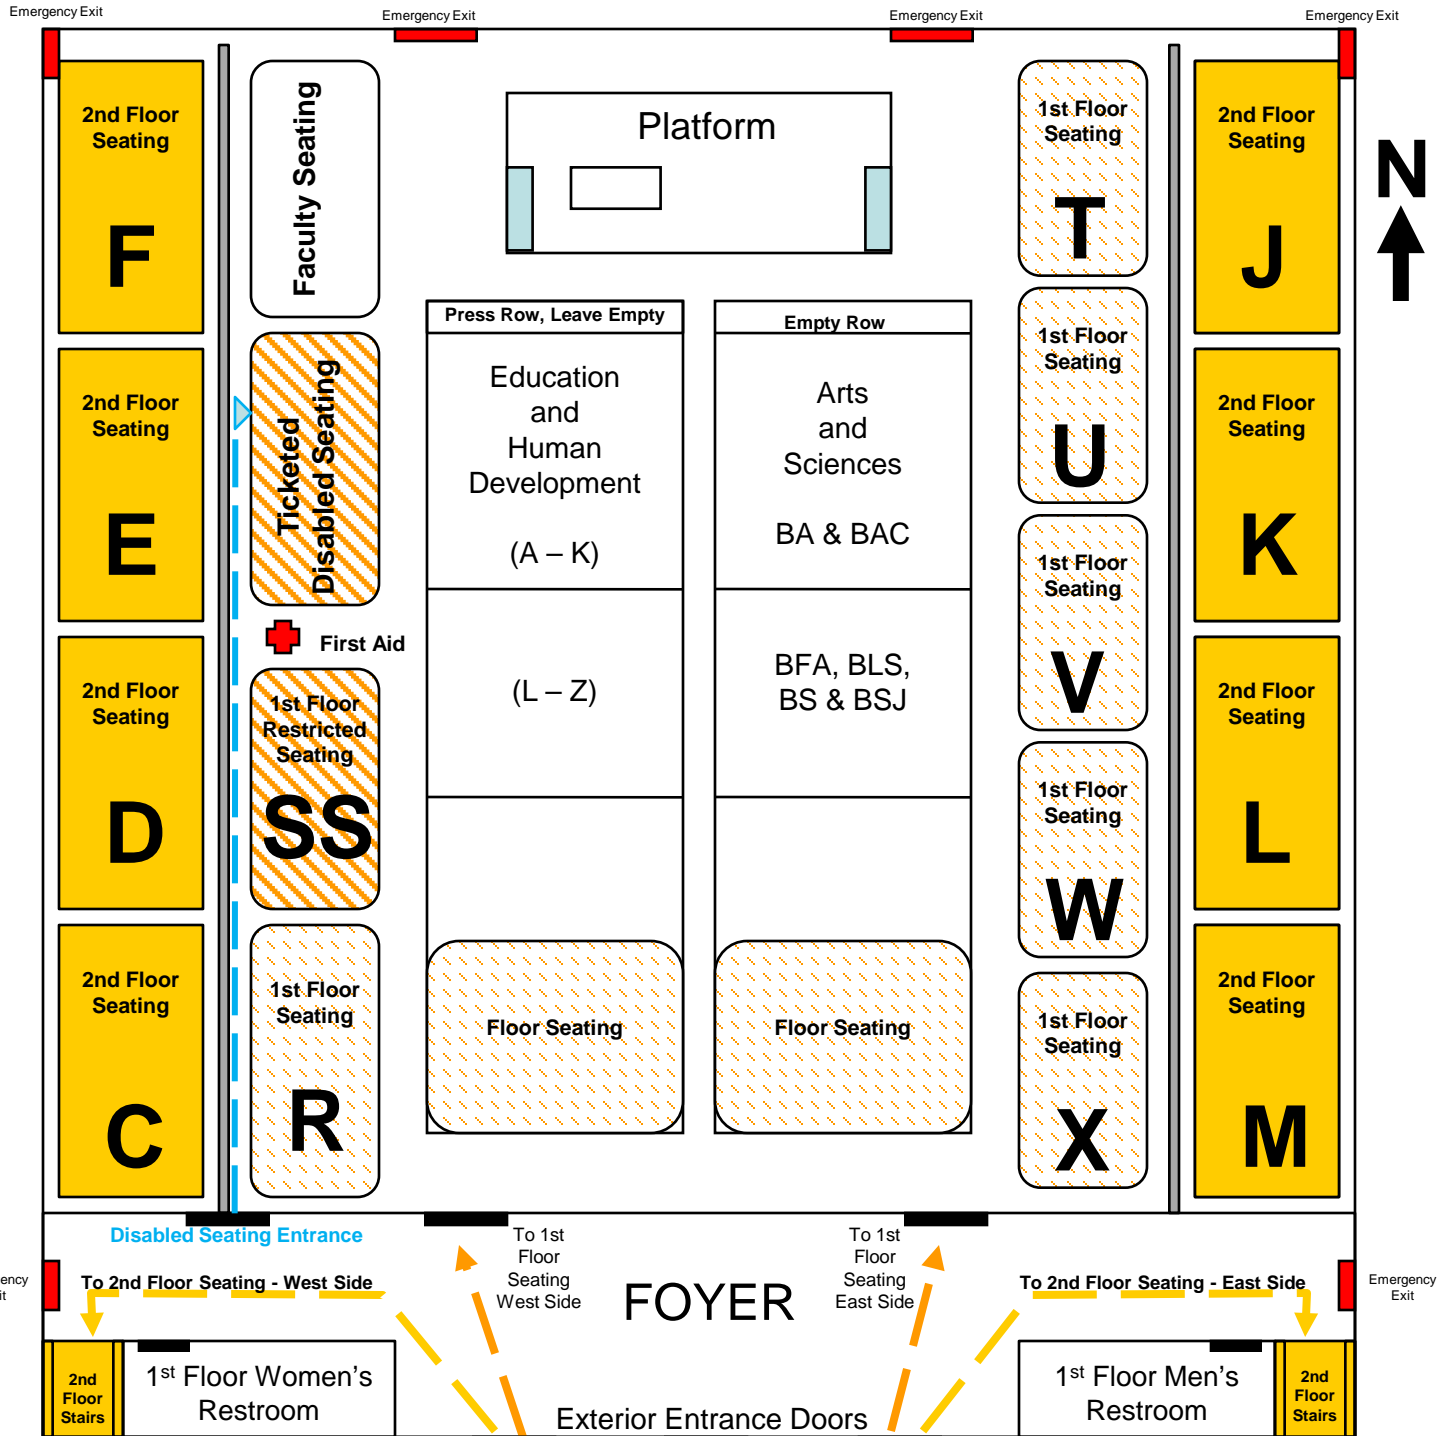 Emergency Exit
Emergency Exit
Emergency Exit
Emergency Exit
2nd Floor
Seating
F
Faculty Seating
Platform
1st Floor
Seating
T
2nd Floor
Seating
J
N
Press Row, Leave Empty
Empty Row
2nd Floor
Seating
E
Ticketed
Disabled Seating
Education
and
Human
Development
(A – K)
Arts
and
Sciences
BA & BAC
1st Floor
Seating
U
2nd Floor
Seating
K
First Aid
2nd Floor
Seating
D
1st Floor
Restricted
Seating
SS
(L – Z)
BFA, BLS,
BS & BSJ
1st Floor
Seating
V
2nd Floor
Seating
L
1st Floor
Seating
W
2nd Floor
Seating
C
1st Floor
Seating
R
Floor Seating
Floor Seating
1st Floor
Seating
X
2nd Floor
Seating
M
Disabled Seating Entrance
To 1st
Floor
Seating
West Side
To 1st
Floor
Seating
East Side
To 2nd Floor Seating - West Side
FOYER
To 2nd Floor Seating - East Side
Emergency
Exit
2nd
Floor
Stairs
1st Floor Women's
Restroom
Exterior Entrance Doors
1st Floor Men's
Restroom
2nd
Floor
Stairs